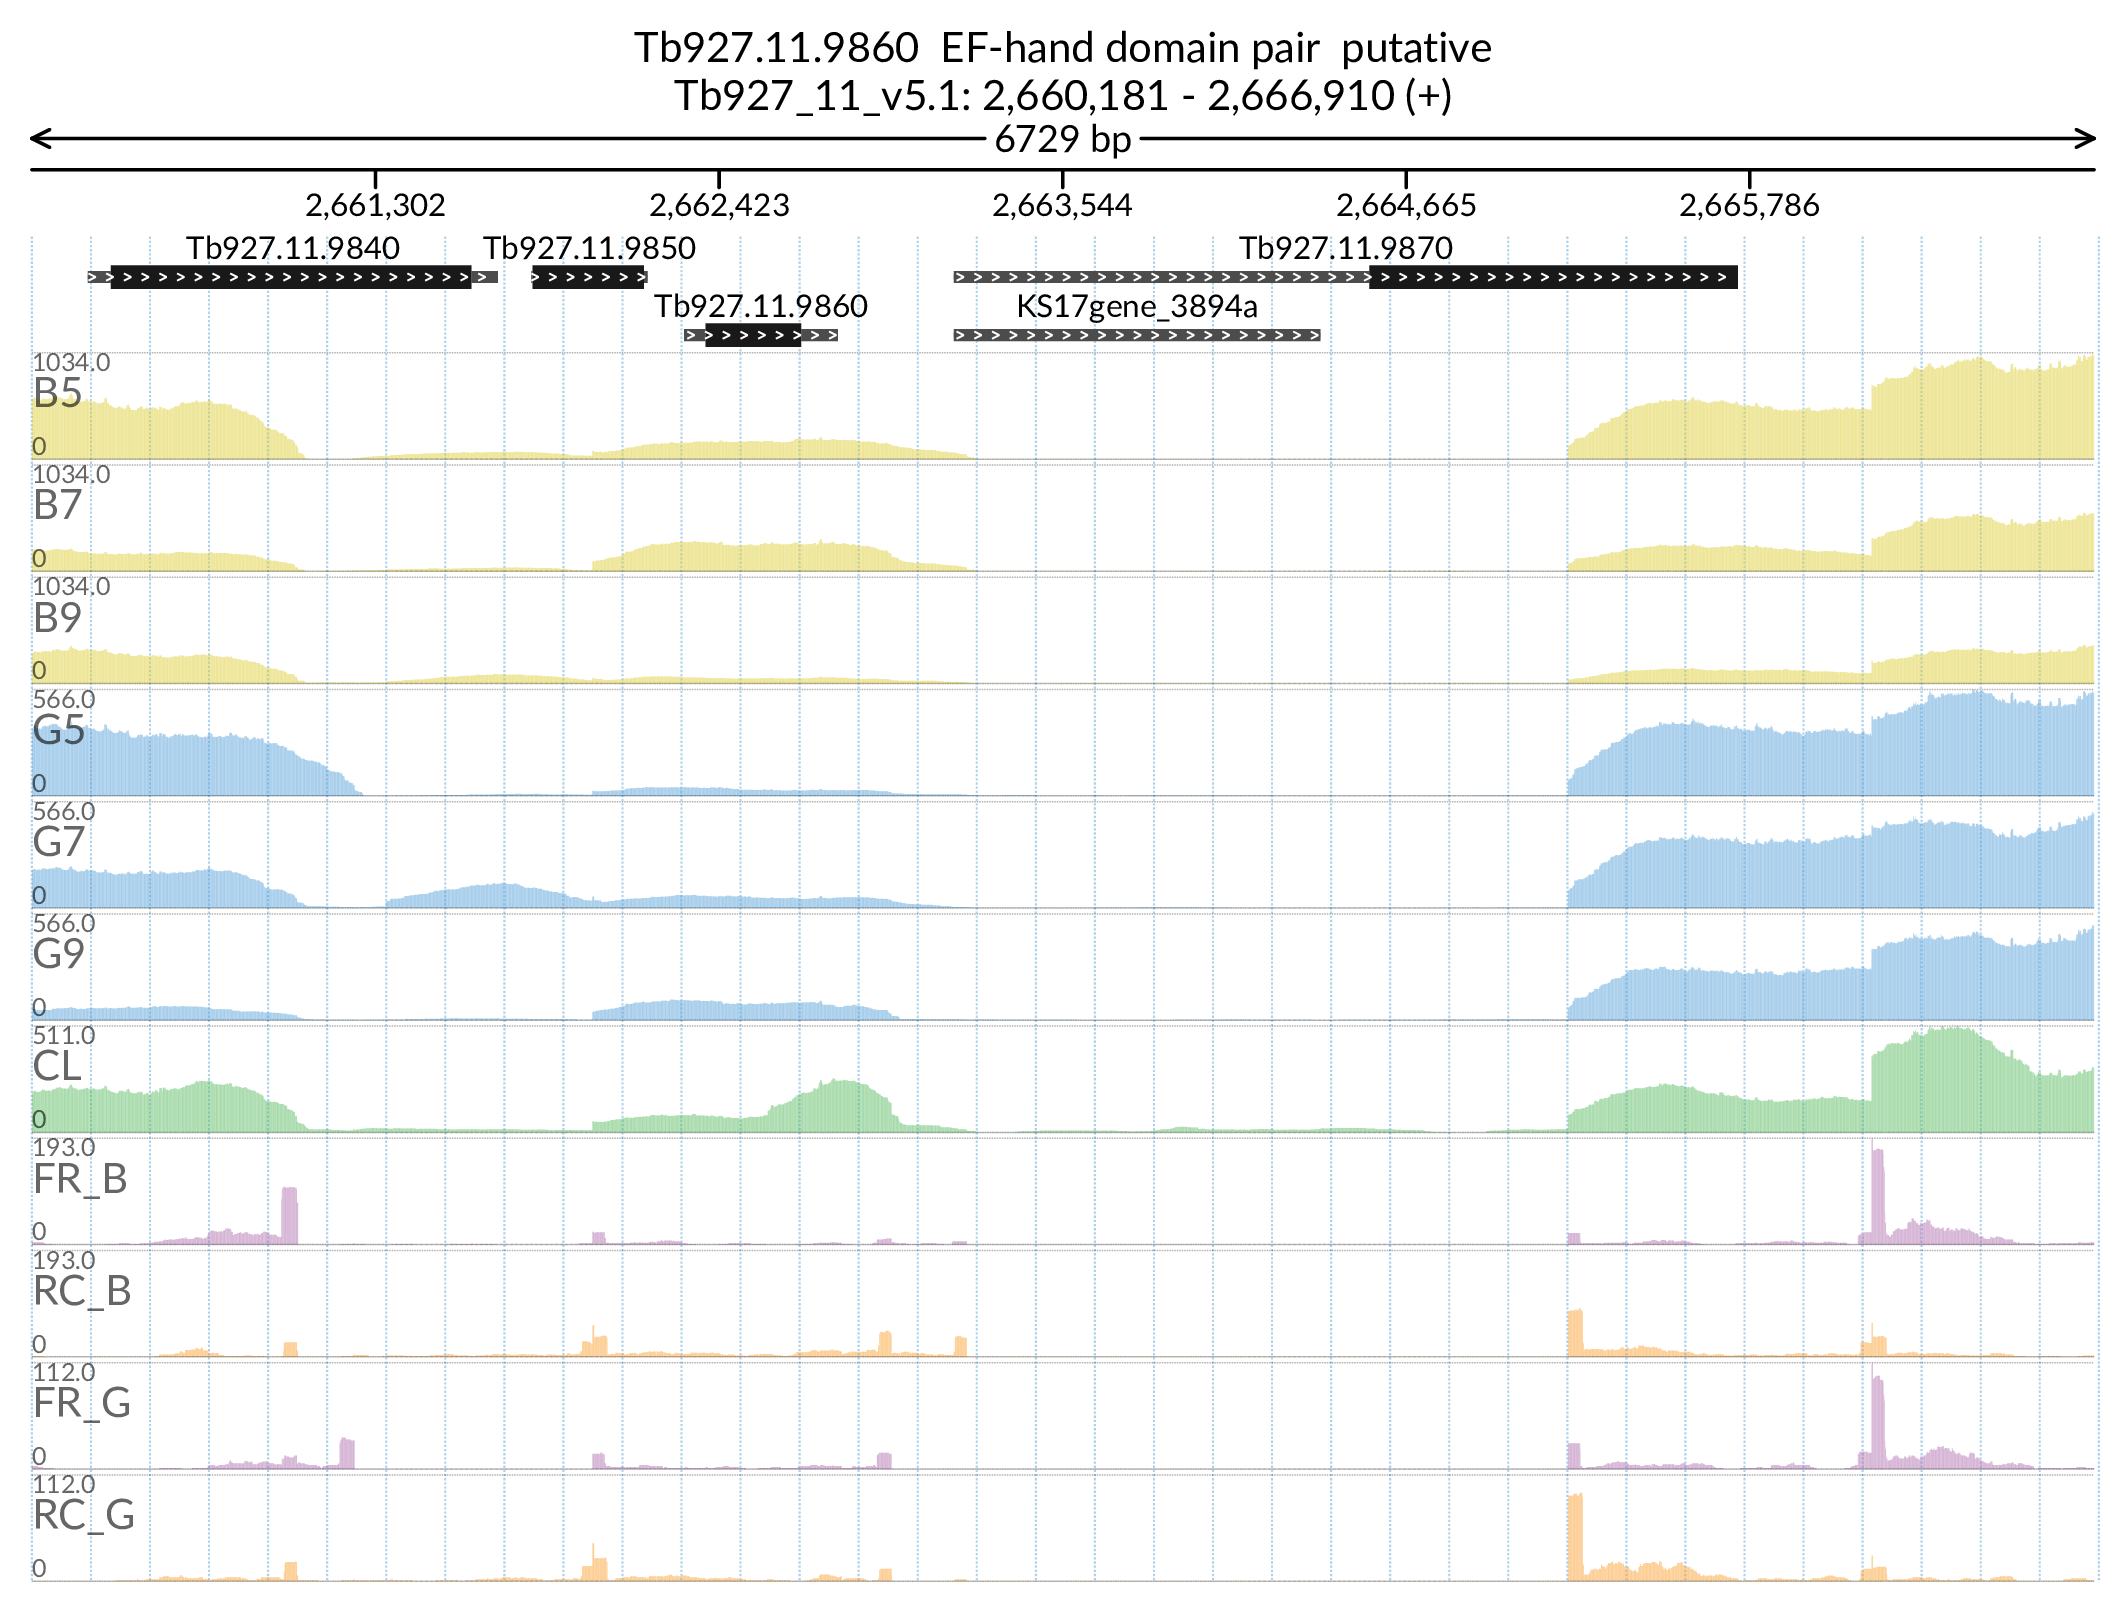 Tb927.11.9860  EF-hand domain pair  putative
Tb927_11_v5.1: 2,660,181 - 2,666,910 (+)
6729 bp
2,661,302 2,662,423 2,663,544 2,664,665 2,665,786
Tb927.11.9840 Tb927.11.9850 Tb927.11.9870
Tb927.11.9860 KS17gene_3894a
1034.0
B5
0
1034.0
B7
0
1034.0
B9
0
566.0
G5
0
566.0
G7
0
566.0
G9
0
511.0
CL
0
193.0
FR_B
0
193.0
RC_B
0
112.0
FR_G
0
112.0
RC_G
0